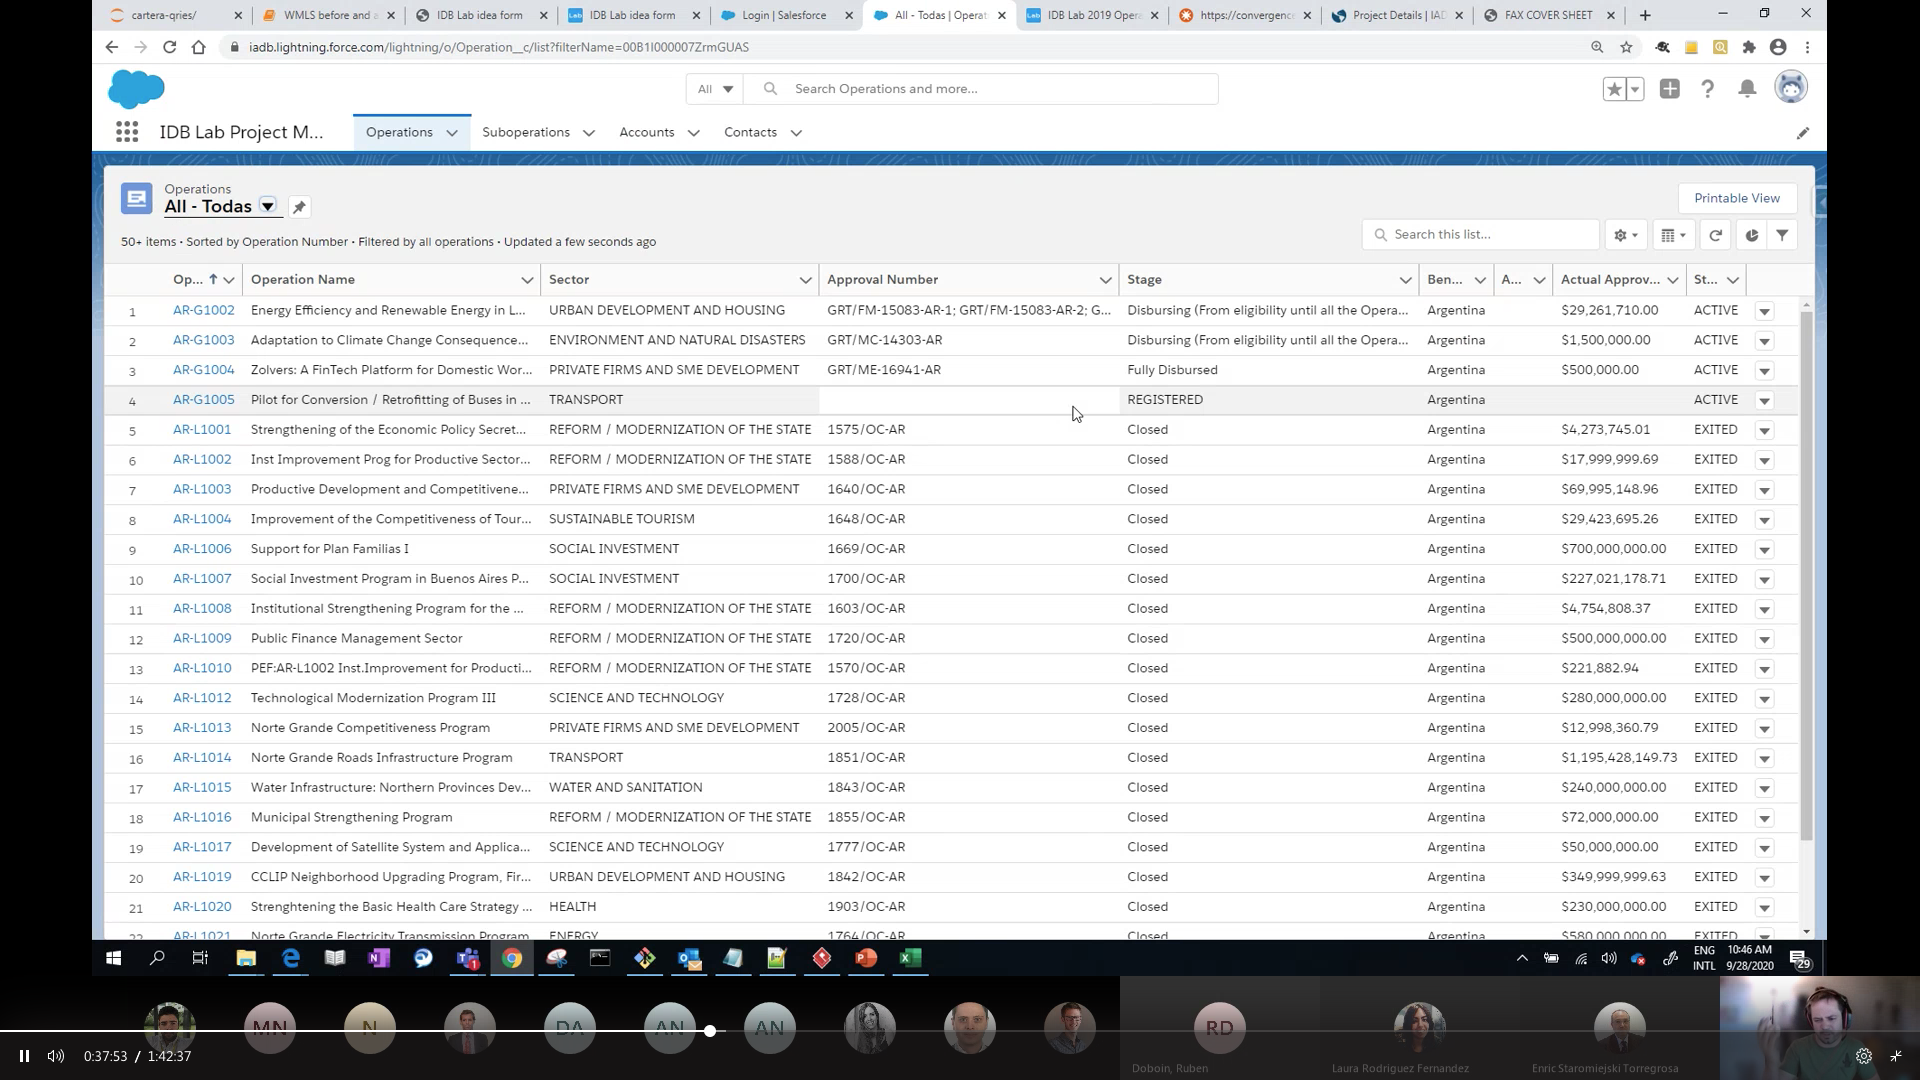 cartera-qries/
WMLS before and a
IDB Lab idea form
Lab
IDB Lab idea form
Login | Salesforce
All - Todas | Operat
Lab
IDB Lab 2019 Opera
https://convergence
Project Details | IAD
FAX COVER SHEET
iadb.lightning.force.com/lightning/o/Operation__c/list?filterName=00B1I000007ZrmGUAS
All
Search Operations and more...
IDB Lab Project M...
Operations
Suboperations
Accounts
Contacts
Operations
All - Todas
Printable View
50+ items • Sorted by Operation Number • Filtered by all operations • Updated a few seconds ago
Search this list...
Op... ↑ Operation Name Sector Approval Number Stage Ben... A... Actual Approv... St...
1 AR-G1002 Energy Efficiency and Renewable Energy in L... URBAN DEVELOPMENT AND HOUSING GRT/FM-15083-AR-1; GRT/FM-15083-AR-2; G... Disbursing (From eligibility until all the Opera... Argentina $29,261,710.00 ACTIVE
2 AR-G1003 Adaptation to Climate Change Consequence... ENVIRONMENT AND NATURAL DISASTERS GRT/MC-14303-AR Disbursing (From eligibility until all the Opera... Argentina $1,500,000.00 ACTIVE
3 AR-G1004 Zolvers: A FinTech Platform for Domestic Wor... PRIVATE FIRMS AND SME DEVELOPMENT GRT/ME-16941-AR Fully Disbursed Argentina $500,000.00 ACTIVE
4 AR-G1005 Pilot for Conversion / Retrofitting of Buses in ... TRANSPORT REGISTERED Argentina ACTIVE
5 AR-L1001 Strengthening of the Economic Policy Secret... REFORM / MODERNIZATION OF THE STATE 1575/OC-AR Closed Argentina $4,273,745.01 EXITED
6 AR-L1002 Inst Improvement Prog for Productive Sector... REFORM / MODERNIZATION OF THE STATE 1588/OC-AR Closed Argentina $17,999,999.69 EXITED
7 AR-L1003 Productive Development and Competitivene... PRIVATE FIRMS AND SME DEVELOPMENT 1640/OC-AR Closed Argentina $69,995,148.96 EXITED
8 AR-L1004 Improvement of the Competitiveness of Tour... SUSTAINABLE TOURISM 1648/OC-AR Closed Argentina $29,423,695.26 EXITED
9 AR-L1006 Support for Plan Familias I SOCIAL INVESTMENT 1669/OC-AR Closed Argentina $700,000,000.00 EXITED
10 AR-L1007 Social Investment Program in Buenos Aires P... SOCIAL INVESTMENT 1700/OC-AR Closed Argentina $227,021,178.71 EXITED
11 AR-L1008 Institutional Strengthening Program for the ... REFORM / MODERNIZATION OF THE STATE 1603/OC-AR Closed Argentina $4,754,808.37 EXITED
12 AR-L1009 Public Finance Management Sector REFORM / MODERNIZATION OF THE STATE 1720/OC-AR Closed Argentina $500,000,000.00 EXITED
13 AR-L1010 PEF:AR-L1002 Inst.Improvement for Producti... REFORM / MODERNIZATION OF THE STATE 1570/OC-AR Closed Argentina $221,882.94 EXITED
14 AR-L1012 Technological Modernization Program III SCIENCE AND TECHNOLOGY 1728/OC-AR Closed Argentina $280,000,000.00 EXITED
15 AR-L1013 Norte Grande Competitiveness Program PRIVATE FIRMS AND SME DEVELOPMENT 2005/OC-AR Closed Argentina $12,998,360.79 EXITED
16 AR-L1014 Norte Grande Roads Infrastructure Program TRANSPORT 1851/OC-AR Closed Argentina $1,195,428,149.73 EXITED
17 AR-L1015 Water Infrastructure: Northern Provinces Dev... WATER AND SANITATION 1843/OC-AR Closed Argentina $240,000,000.00 EXITED
18 AR-L1016 Municipal Strengthening Program REFORM / MODERNIZATION OF THE STATE 1855/OC-AR Closed Argentina $72,000,000.00 EXITED
19 AR-L1017 Development of Satellite System and Applica... SCIENCE AND TECHNOLOGY 1777/OC-AR Closed Argentina $50,000,000.00 EXITED
20 AR-L1019 CCLIP Neighborhood Upgrading Program, Fir... URBAN DEVELOPMENT AND HOUSING 1842/OC-AR Closed Argentina $349,999,999.63 EXITED
21 AR-L1020 Strenghtening the Basic Health Care Strategy ... HEALTH 1903/OC-AR Closed Argentina $230,000,000.00 EXITED
22 AR-L1021 Norte Grande Electricity Transmission Program ENERGY 1764/OC-AR Closed Argentina $580,000,000.00 EXITED
ENG
INTL
10:46 AM
9/28/2020
29
MN
N
DA
AN
AN
RD
0:37:53 / 1:42:37
Doboin, Ruben
Laura Rodriguez Fernandez
Enric Staromiejski Torregrosa